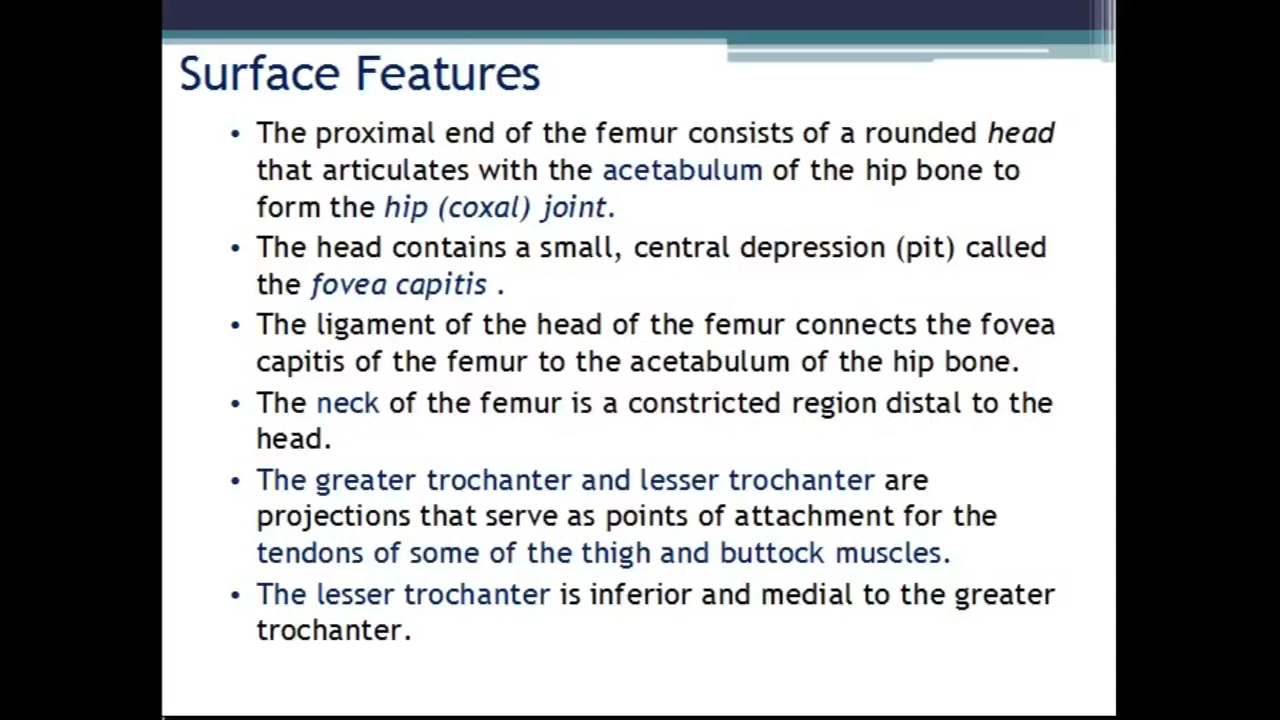 Surface Features
• The proximal end of the femur consists of a rounded head
that articulates with the acetabulum of the hip bone to
form the hip (coxal) joint.
• The head contains a small, central depression (pit) called
the fovea capitis .
• The ligament of the head of the femur connects the fovea
capitis of the femur to the acetabulum of the hip bone.
• The neck of the femur is a constricted region distal to the
head.
• The greater trochanter and lesser trochanter are
projections that serve as points of attachment for the
tendons of some of the thigh and buttock muscles.
• The lesser trochanter is inferior and medial to the greater
trochanter.